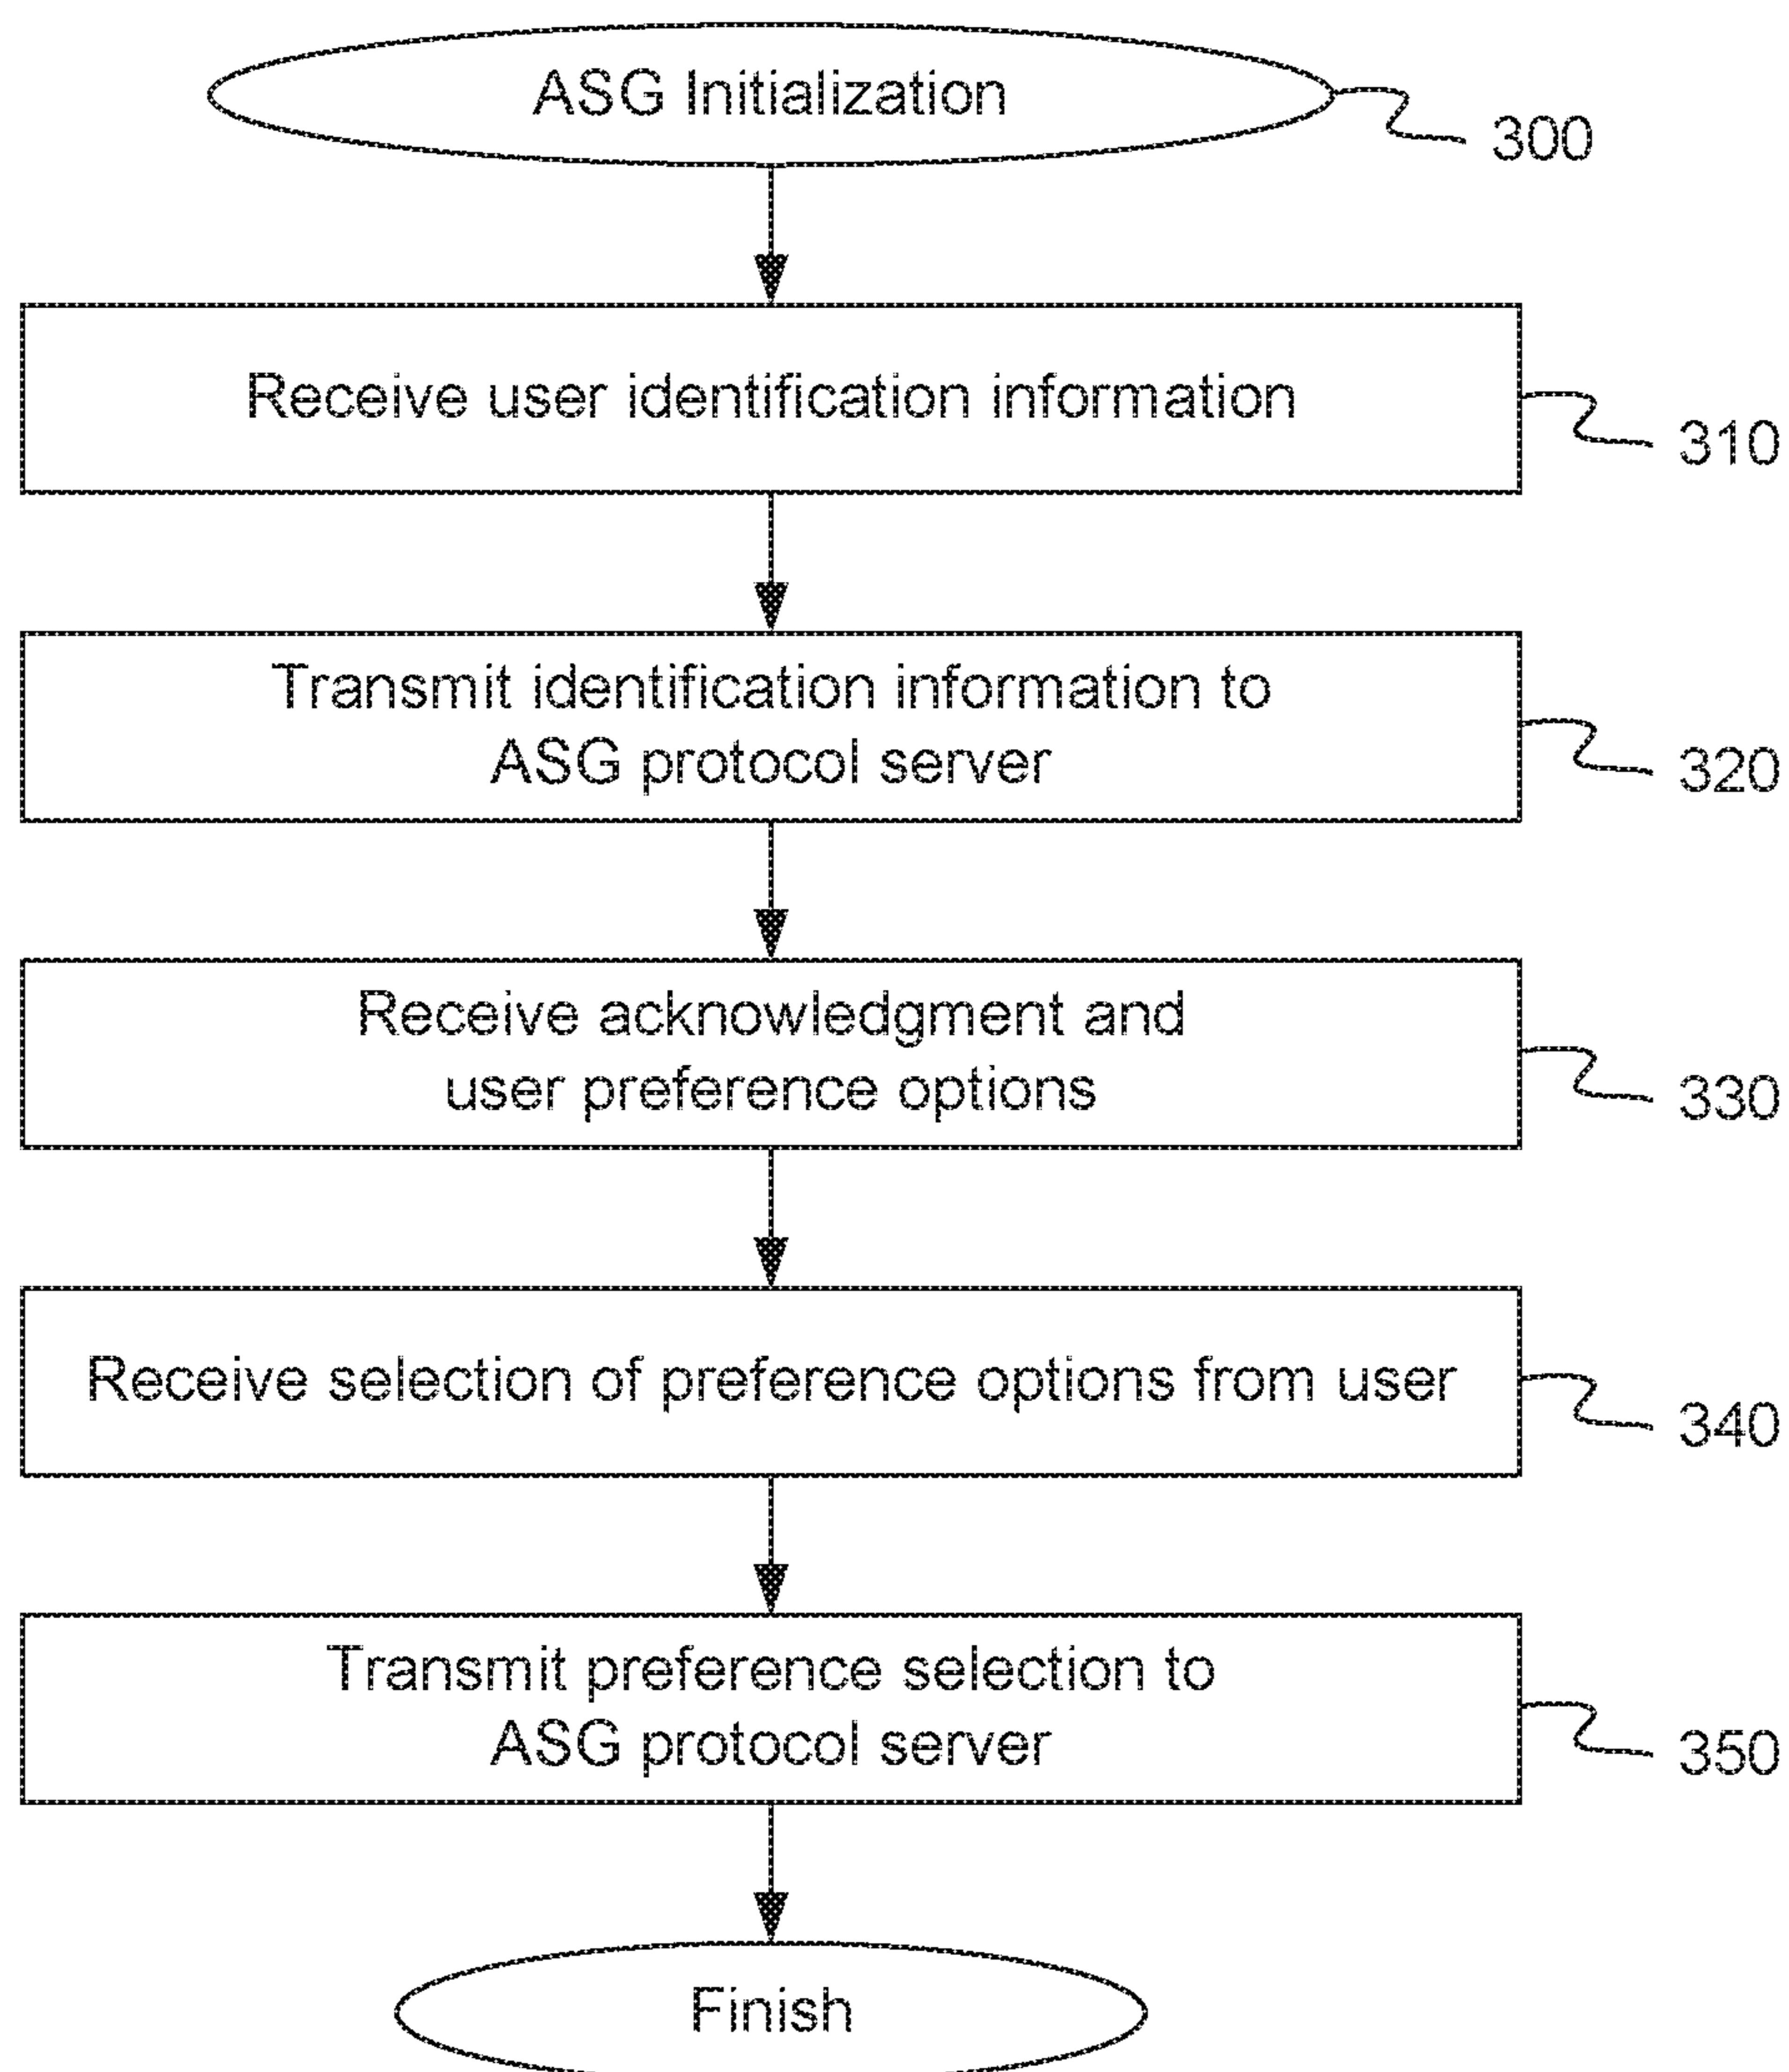 ASG Initialization
300
Receive user identification information
310
Transmit identification information to
ASG protocol server
320
Receive acknowledgment and
user preference options
330
Receive selection of preference options from user
340
Transmit preference selection to
ASG protocol server
350
Finish